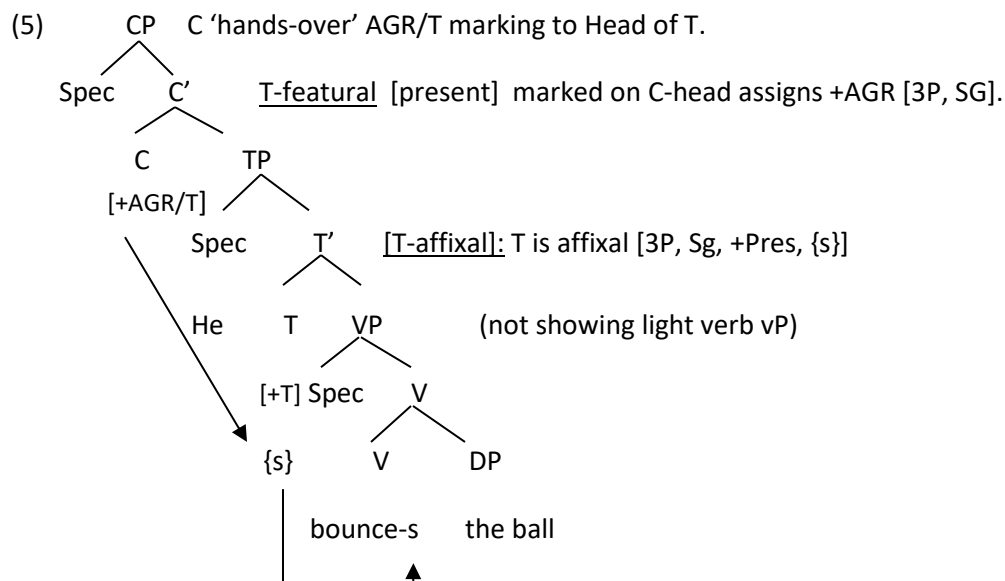 (5) CP C ‘hands-over’ AGR/T marking to Head of T.
Spec C’ T-featural [present] marked on C-head assigns +AGR [3P, SG].
C TP
[+AGR/T]
Spec T’ [T-affixal]: T is affixal [3P, Sg, +Pres, {s}]
He T VP (not showing light verb vP)
[+T] Spec V
{s} V DP
bounce-s the ball